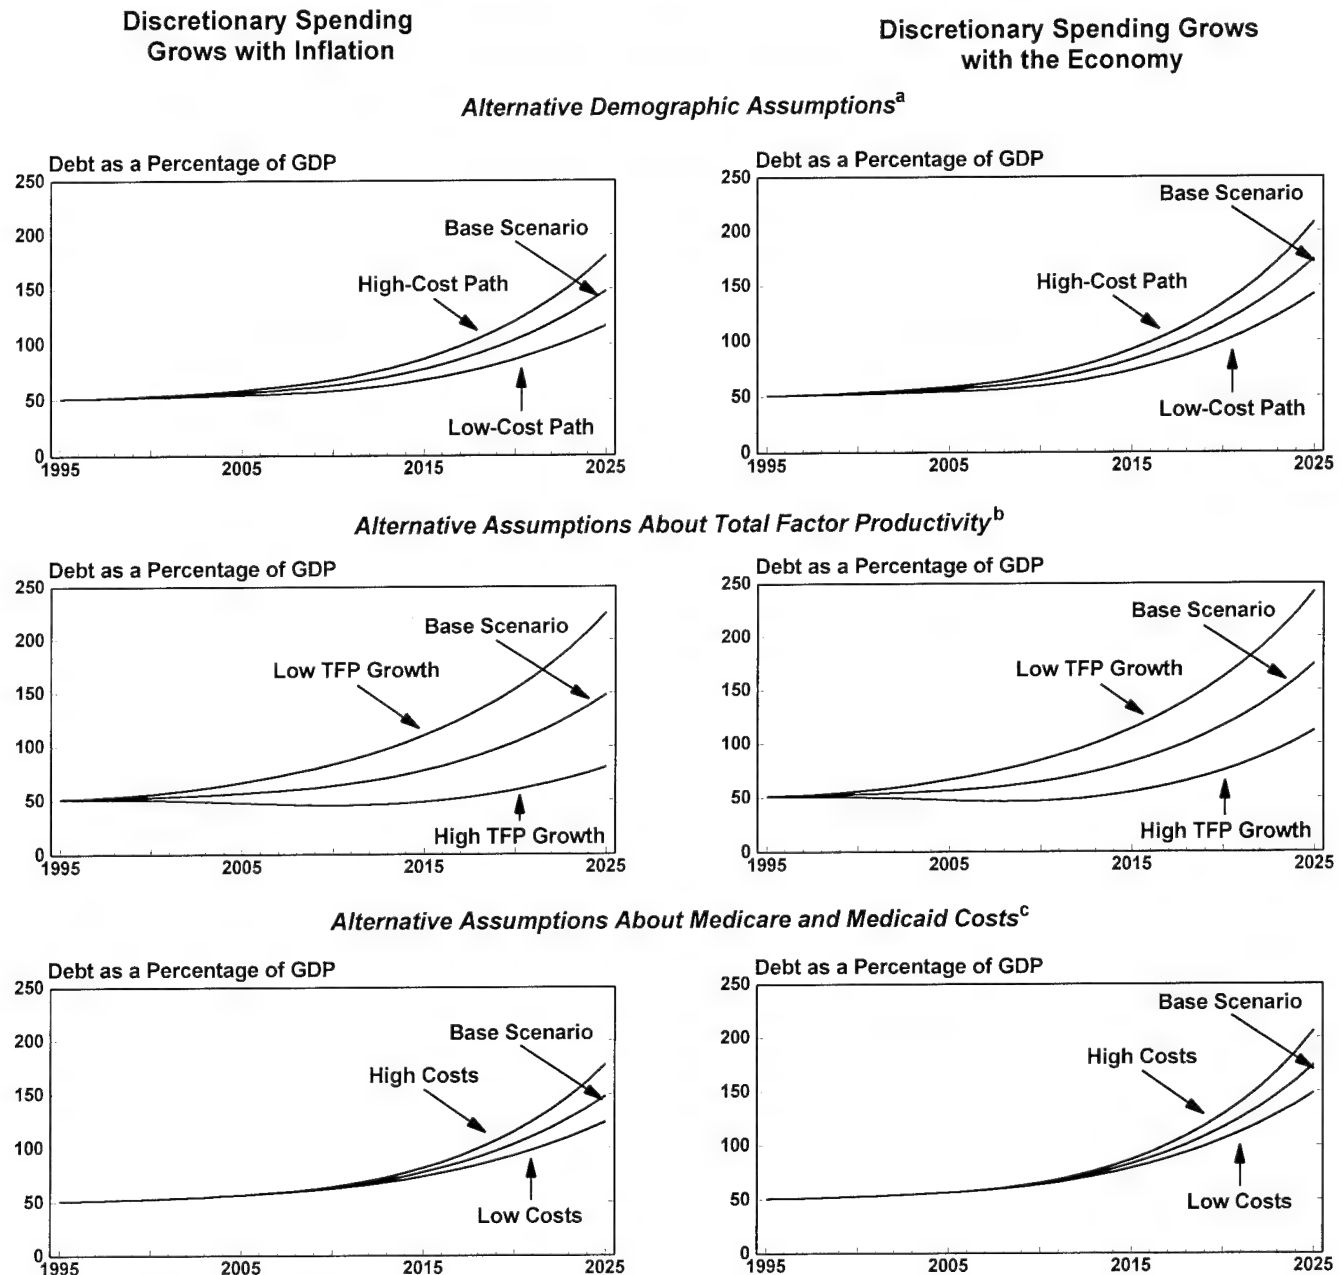 Discretionary Spending
Grows with Inflation
Discretionary Spending Grows
with the Economy
Alternative Demographic Assumptionsa
Debt as a Percentage of GDP
250
200
150
100
50
0
Base Scenario
High-Cost Path
Low-Cost Path
1995 2005 2015 2025
Debt as a Percentage of GDP
250
200
150
100
50
0
Base Scenario
High-Cost Path
Low-Cost Path
1995 2005 2015 2025
Alternative Assumptions About Total Factor Productivityb
Debt as a Percentage of GDP
250
200
150
100
50
0
Base Scenario
Low TFP Growth
High TFP Growth
1995 2005 2015 2025
Debt as a Percentage of GDP
250
200
150
100
50
0
Base Scenario
Low TFP Growth
High TFP Growth
1995 2005 2015 2025
Alternative Assumptions About Medicare and Medicaid Costsc
Debt as a Percentage of GDP
250
200
150
100
50
0
Base Scenario
High Costs
Low Costs
1995 2005 2015 2025
Debt as a Percentage of GDP
250
200
150
100
50
0
Base Scenario
High Costs
Low Costs
1995 2005 2015 2025